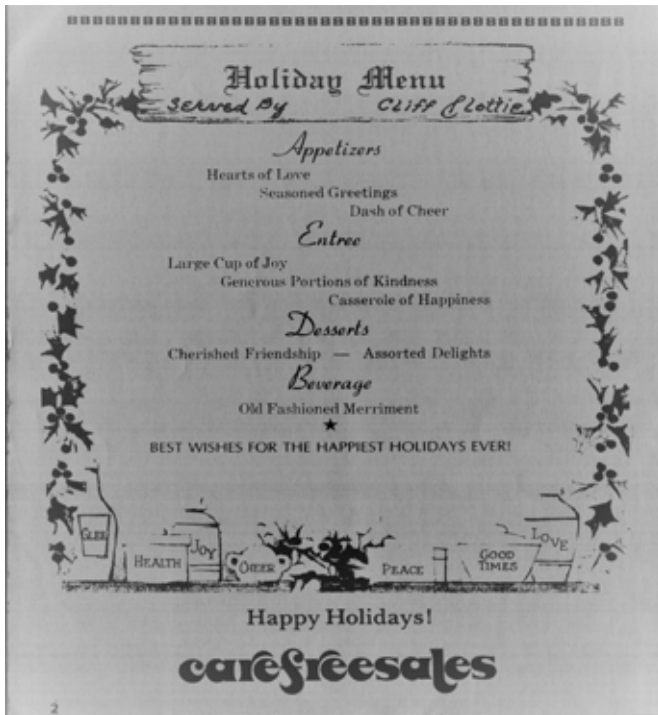 Holiday Menu
Served By Cliff & Lottie
Appetizers
Hearts of Love
Seasoned Greetings
Dash of Cheer
Entree
Large Cup of Joy
Generous Portions of Kindness
Casserole of Happiness
Desserts
Cherished Friendship — Assorted Delights
Beverage
Old Fashioned Merriment
★
BEST WISHES FOR THE HAPPIEST HOLIDAYS EVER!
GLEE
HEALTH
JOY
CHEER
PEACE
GOOD
TIMES
LOVE
Happy Holidays!
carefreesales
2